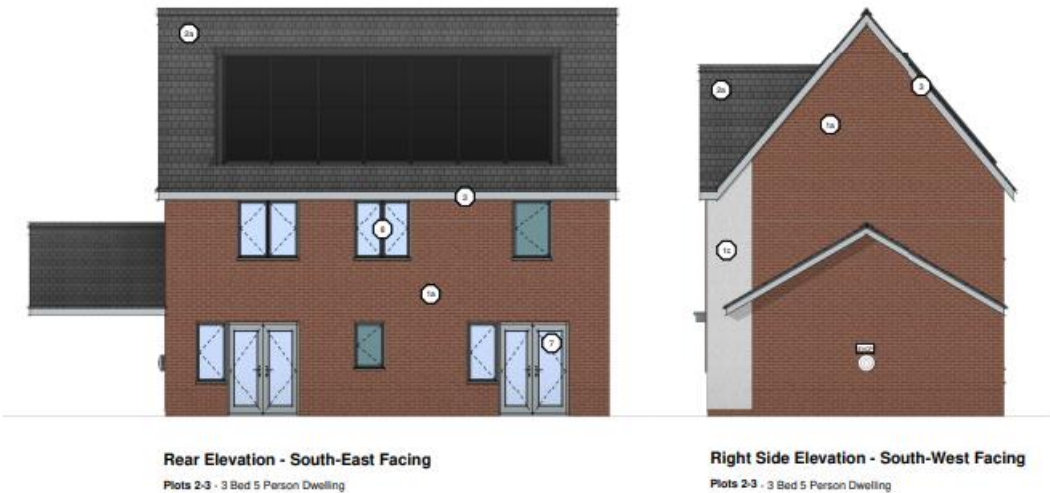 2a
3
6
1a
7
2a
3
1a
1c
Rear Elevation - South-East Facing
Plots 2-3 - 3 Bed 5 Person Dwelling
Right Side Elevation - South-West Facing
Plots 2-3 - 3 Bed 5 Person Dwelling